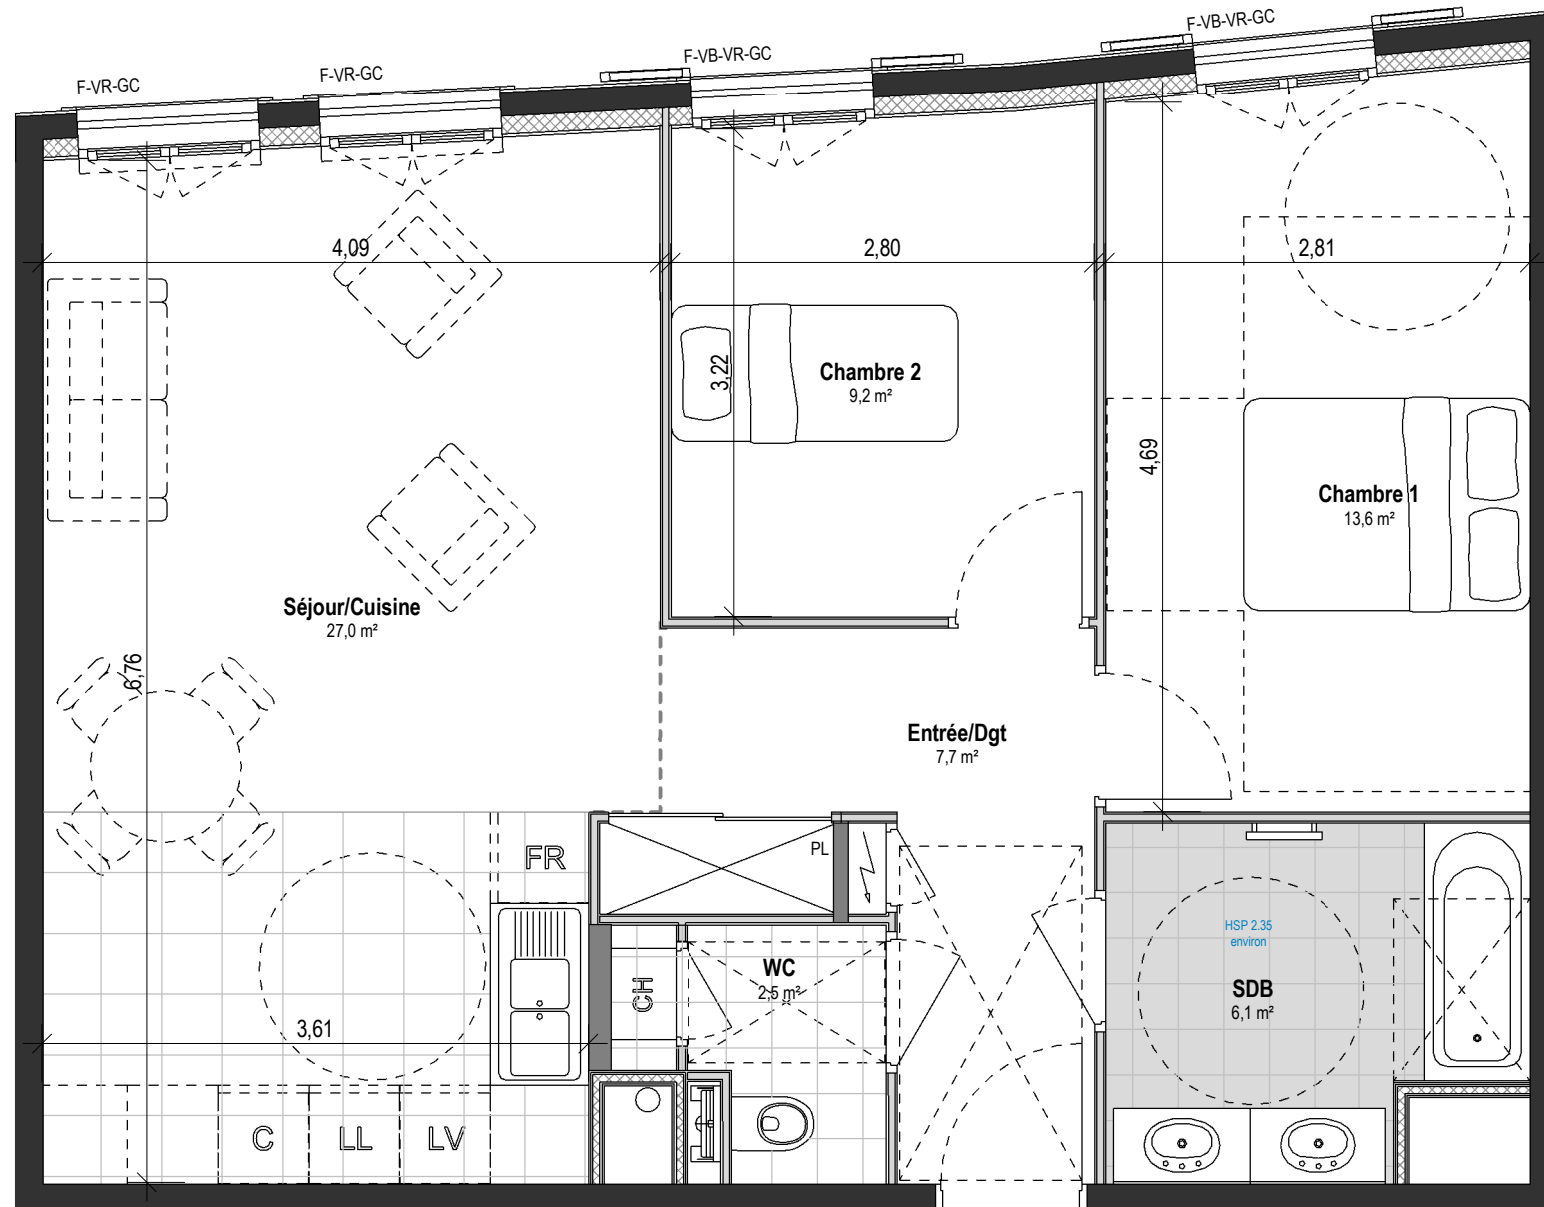 F-VB-VR-GC
F-VB-VR-GC
F-VR-GC
F-VR-GC
4,09
2,80
2,81
3,22
Chambre 2
9,2 m²
4,69
Chambre 1
13,6 m²
Séjour/Cuisine
27,0 m²
6,76
Entrée/Dgt
7,7 m²
PL
FR
HSP 2.35
environ
WC
2,5 m²
CH
SDB
6,1 m²
3,61
C
LL
LV